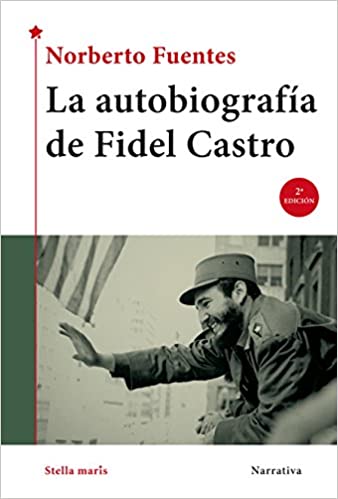 Norberto Fuentes
La autobiografía
de Fidel Castro
2ª
EDICIÓN
Stella maris
Narrativa